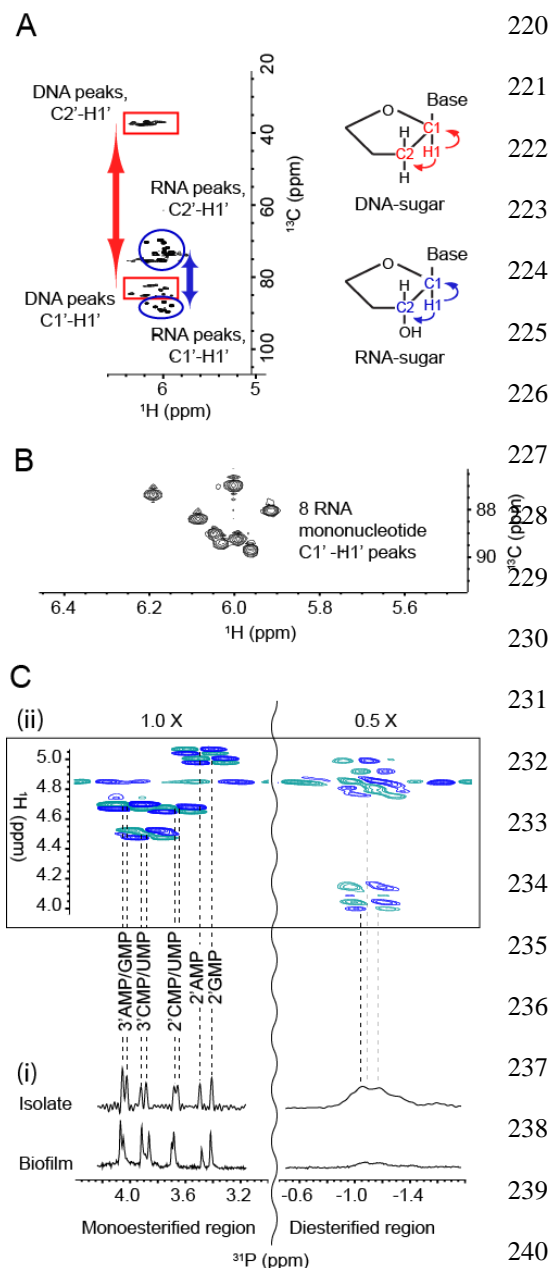 A
DNA peaks,
C2'-H1'
RNA peaks,
C2'-H1'
DNA peaks
C1'-H1'
RNA peaks,
C1'-H1'
20
40
60
80
100
¹³C (ppm)
6
5
¹H (ppm)
O
Base
H
C1
C2
H1
H
DNA-sugar
Base
O
H
C1
C2
H1
OH
RNA-sugar
B
8 RNA
mononucleotide
C1' -H1' peaks
88
90
¹³C (ppm)
6.4
6.2
6.0
5.8
5.6
¹H (ppm)
C
(ii)
1.0 X
0.5 X
5.0
4.8
4.6
4.4
4.2
4.0
¹H (ppm)
3'AMP/GMP
3'CMP/UMP
2'CMP/UMP
2'AMP
2'GMP
(i)
Isolate
Biofilm
4.0
3.6
3.2
-0.6
-1.0
-1.4
Monoesterified region
Diesterified region
³¹P (ppm)
220
221
222
223
224
225
226
227
228
229
230
231
232
233
234
235
236
237
238
239
240